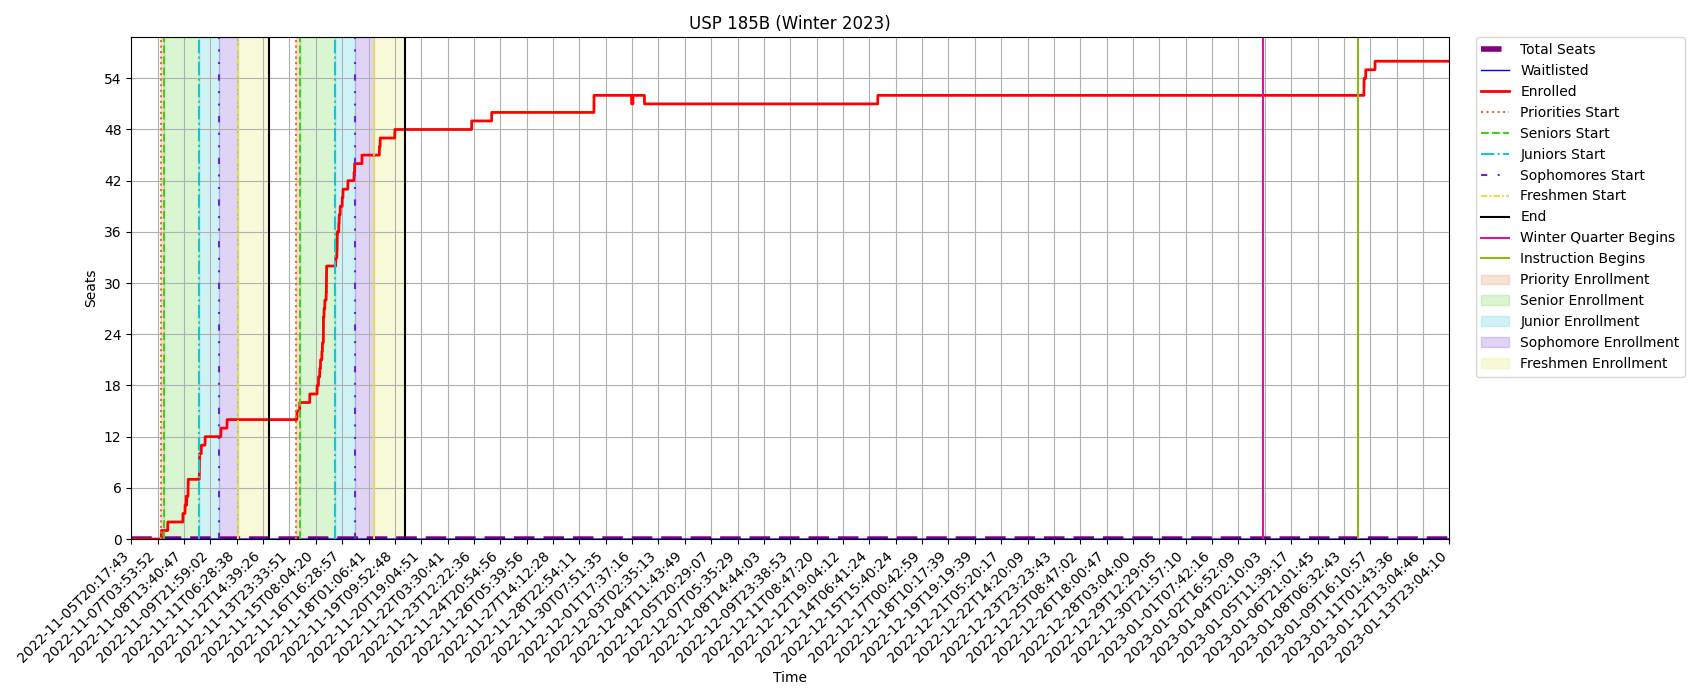 USP 185B (Winter 2023)
Seats
54
48
42
36
30
24
18
12
6
0
2022-11-05T20:17:43
2022-11-07T03:53:52
2022-11-08T13:40:47
2022-11-09T21:59:02
2022-11-11T06:28:38
2022-11-12T14:39:26
2022-11-13T23:33:51
2022-11-15T08:04:20
2022-11-16T16:28:57
2022-11-18T01:06:41
2022-11-19T09:52:48
2022-11-20T19:04:51
2022-11-22T03:30:41
2022-11-23T12:22:36
2022-11-24T20:54:56
2022-11-26T05:39:56
2022-11-27T14:12:28
2022-11-28T22:54:11
2022-11-30T07:51:35
2022-12-01T17:37:16
2022-12-03T02:35:13
2022-12-04T11:43:49
2022-12-05T20:29:07
2022-12-07T05:35:29
2022-12-08T14:44:03
2022-12-09T23:38:53
2022-12-11T08:47:20
2022-12-12T19:04:12
2022-12-14T06:41:24
2022-12-15T15:40:24
2022-12-17T00:42:59
2022-12-18T10:17:39
2022-12-19T19:19:39
2022-12-21T05:20:17
2022-12-22T14:20:09
2022-12-23T23:23:43
2022-12-25T08:47:02
2022-12-26T18:00:47
2022-12-28T03:04:00
2022-12-29T12:29:05
2022-12-30T21:57:10
2023-01-01T07:42:16
2023-01-02T16:52:09
2023-01-04T02:10:03
2023-01-05T11:39:17
2023-01-06T21:01:45
2023-01-08T06:32:43
2023-01-09T16:10:57
2023-01-11T01:43:36
2023-01-12T13:04:46
2023-01-13T23:04:10
Time
Total Seats
Waitlisted
Enrolled
Priorities Start
Seniors Start
Juniors Start
Sophomores Start
Freshmen Start
End
Winter Quarter Begins
Instruction Begins
Priority Enrollment
Senior Enrollment
Junior Enrollment
Sophomore Enrollment
Freshmen Enrollment